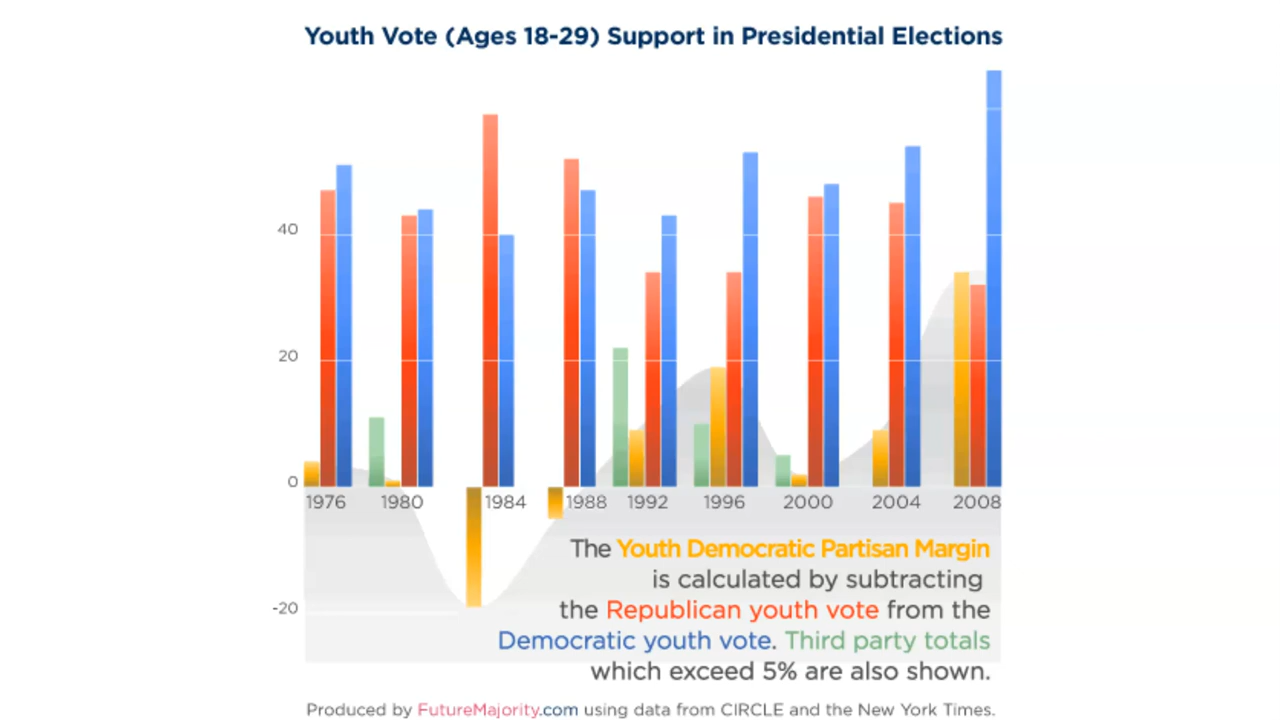 Youth Vote (Ages 18-29) Support in Presidential Elections
40
20
0
1976 1980 1984 1988 1992 1996 2000 2004 2008
-20
The Youth Democratic Partisan Margin
is calculated by subtracting
the Republican youth vote from the
Democratic youth vote. Third party totals
which exceed 5% are also shown.
Produced by FutureMajority.com using data from CIRCLE and the New York Times.